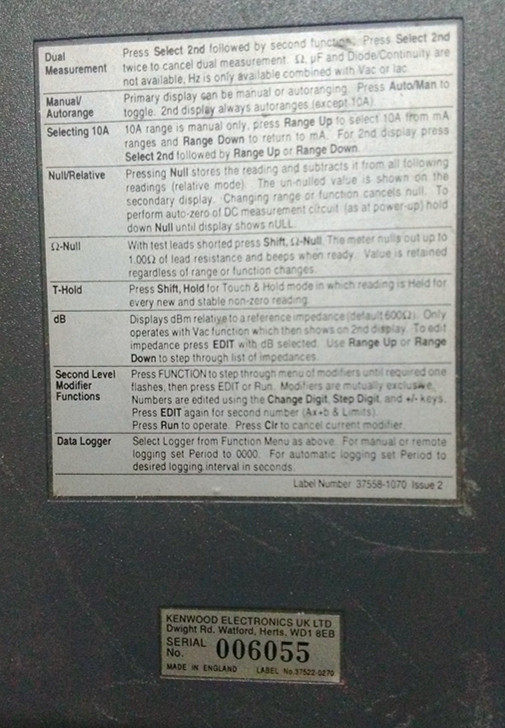 Dual Measurement Press Select 2nd followed by second function. Press Select 2nd
twice to cancel dual measurement. Ω, µF and Diode/Continuity are
not available, Hz is only available combined with Vac or Iac.
Manual/ Autorange Primary display can be manual or autoranging. Press Auto/Man to
toggle. 2nd display always autoranges (except 10A).
Selecting 10A 10A range is manual only, press Range Up to select 10A from mA
ranges and Range Down to return to mA. For 2nd display press
Select 2nd followed by Range Up or Range Down.
Null/Relative Pressing Null stores the reading and subtracts it from all following
readings (relative mode). The un-nulled value is shown on the
secondary display. Changing range or function cancels null. To
perform auto-zero of DC measurement circuit (as at power-up) hold
down Null until display shows nULL.
Ω-Null With test leads shorted press Shift, Ω-Null. The meter nulls out up to
1.00Ω of lead resistance and beeps when ready. Value is retained
regardless of range or function changes.
T-Hold Press Shift, Hold for Touch & Hold mode in which reading is Held for
every new and stable non-zero reading.
dB Displays dBm relative to a reference impedance (default 600Ω). Only
operates with Vac function which then shows on 2nd display. To edit
impedance press EDIT with dB selected. Use Range Up or Range
Down to step through list of impedances.
Second Level Modifier Functions Press FUNCTION to step through menu of modifiers until required one
flashes, then press EDIT or Run. Modifiers are mutually exclusive.
Numbers are edited using the Change Digit, Step Digit, and +/- keys.
Press EDIT again for second number (Ax+b & Limits).
Press Run to operate. Press Clr to cancel current modifier.
Data Logger Select Logger from Function Menu as above. For manual or remote
logging set Period to 0000. For automatic logging set Period to
desired logging interval in seconds.
Label Number 37558-1070 Issue 2
KENWOOD ELECTRONICS UK LTD
Dwight Rd. Watford, Herts, WD1 8EB
SERIAL No. 006055
MADE IN ENGLAND LABEL No.37522-0270